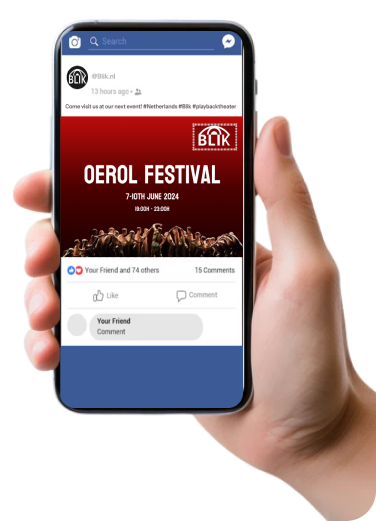 Search
BLIK
@Blik.nl
13 hours ago •
Come visit us at our next event! #Netherlands #Blik #playbacktheater
BLIK
OEROL FESTIVAL
7-10TH JUNE 2024
19:00H - 23:00H
Your Friend and 74 others 15 Comments
Like Comment
Your Friend
Comment